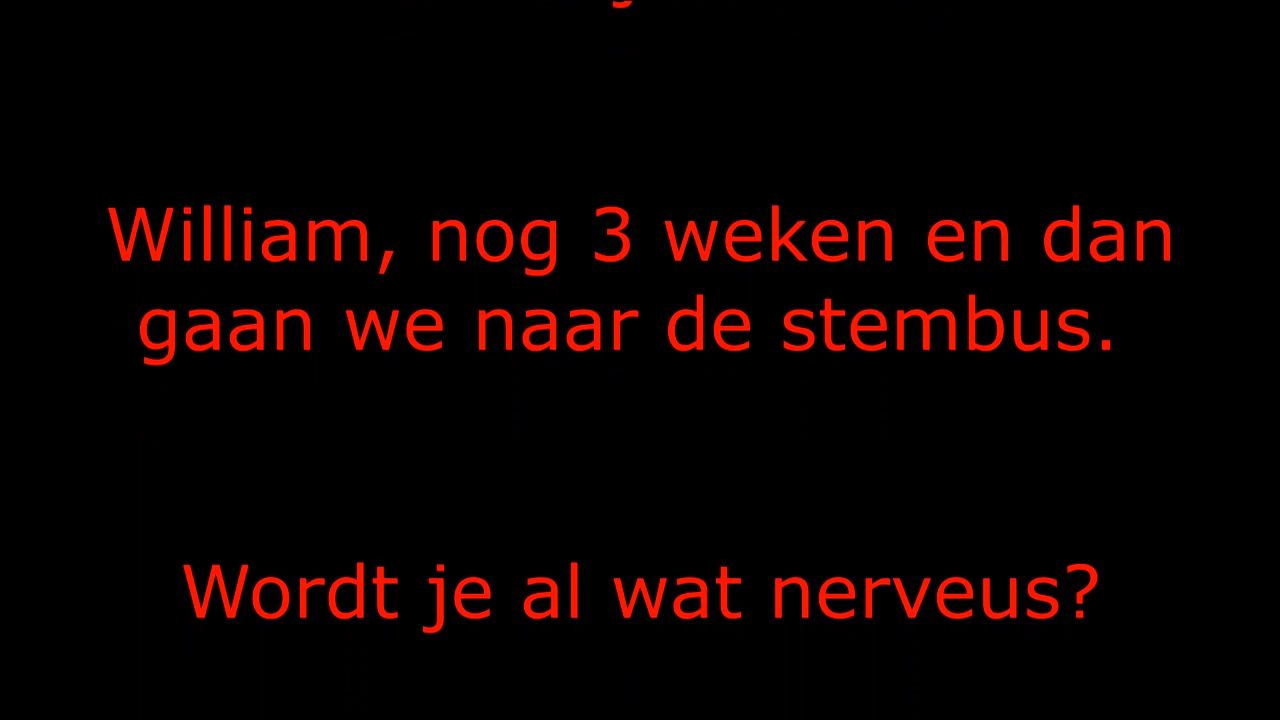 William, nog 3 weken en dan
gaan we naar de stembus.
Wordt je al wat nerveus?